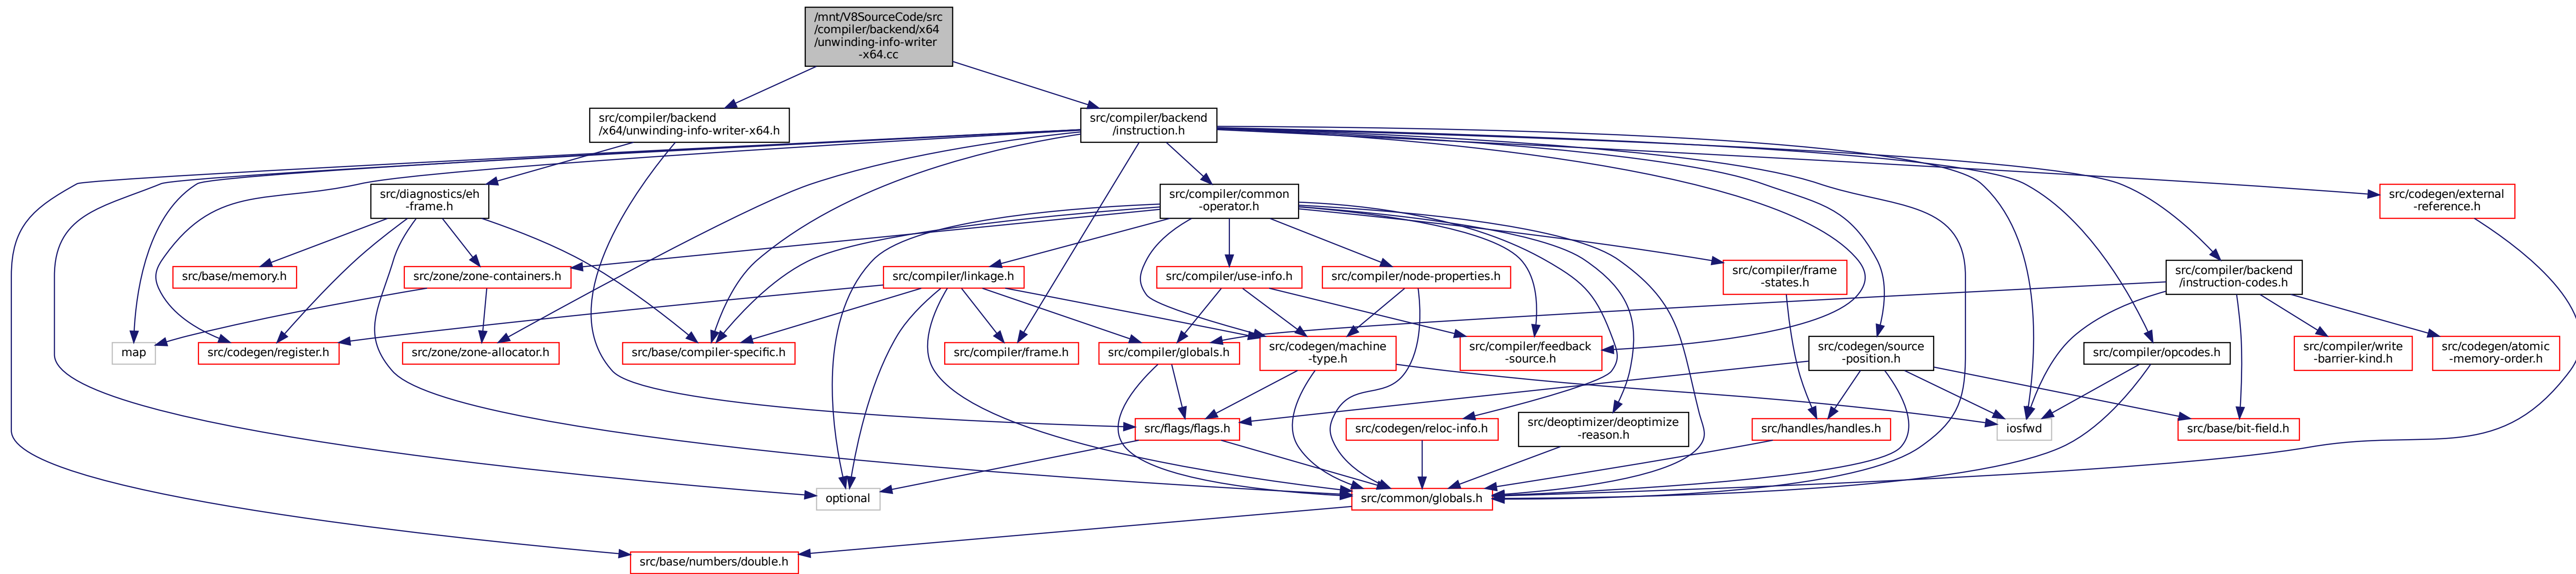 /mnt/V8SourceCode/src
/compiler/backend/x64
/unwinding-info-writer
-x64.cc
src/compiler/backend
/x64/unwinding-info-writer-x64.h
src/compiler/backend
/instruction.h
src/diagnostics/eh
-frame.h
src/compiler/common
-operator.h
src/codegen/external
-reference.h
src/base/memory.h
src/zone/zone-containers.h
src/compiler/linkage.h
src/compiler/use-info.h
src/compiler/node-properties.h
src/compiler/frame
-states.h
src/compiler/backend
/instruction-codes.h
map
src/codegen/register.h
src/zone/zone-allocator.h
src/base/compiler-specific.h
src/compiler/frame.h
src/compiler/globals.h
src/codegen/machine
-type.h
src/compiler/feedback
-source.h
src/codegen/source
-position.h
src/compiler/opcodes.h
src/compiler/write
-barrier-kind.h
src/codegen/atomic
-memory-order.h
src/flags/flags.h
src/codegen/reloc-info.h
src/deoptimizer/deoptimize
-reason.h
src/handles/handles.h
iosfwd
src/base/bit-field.h
optional
src/common/globals.h
src/base/numbers/double.h